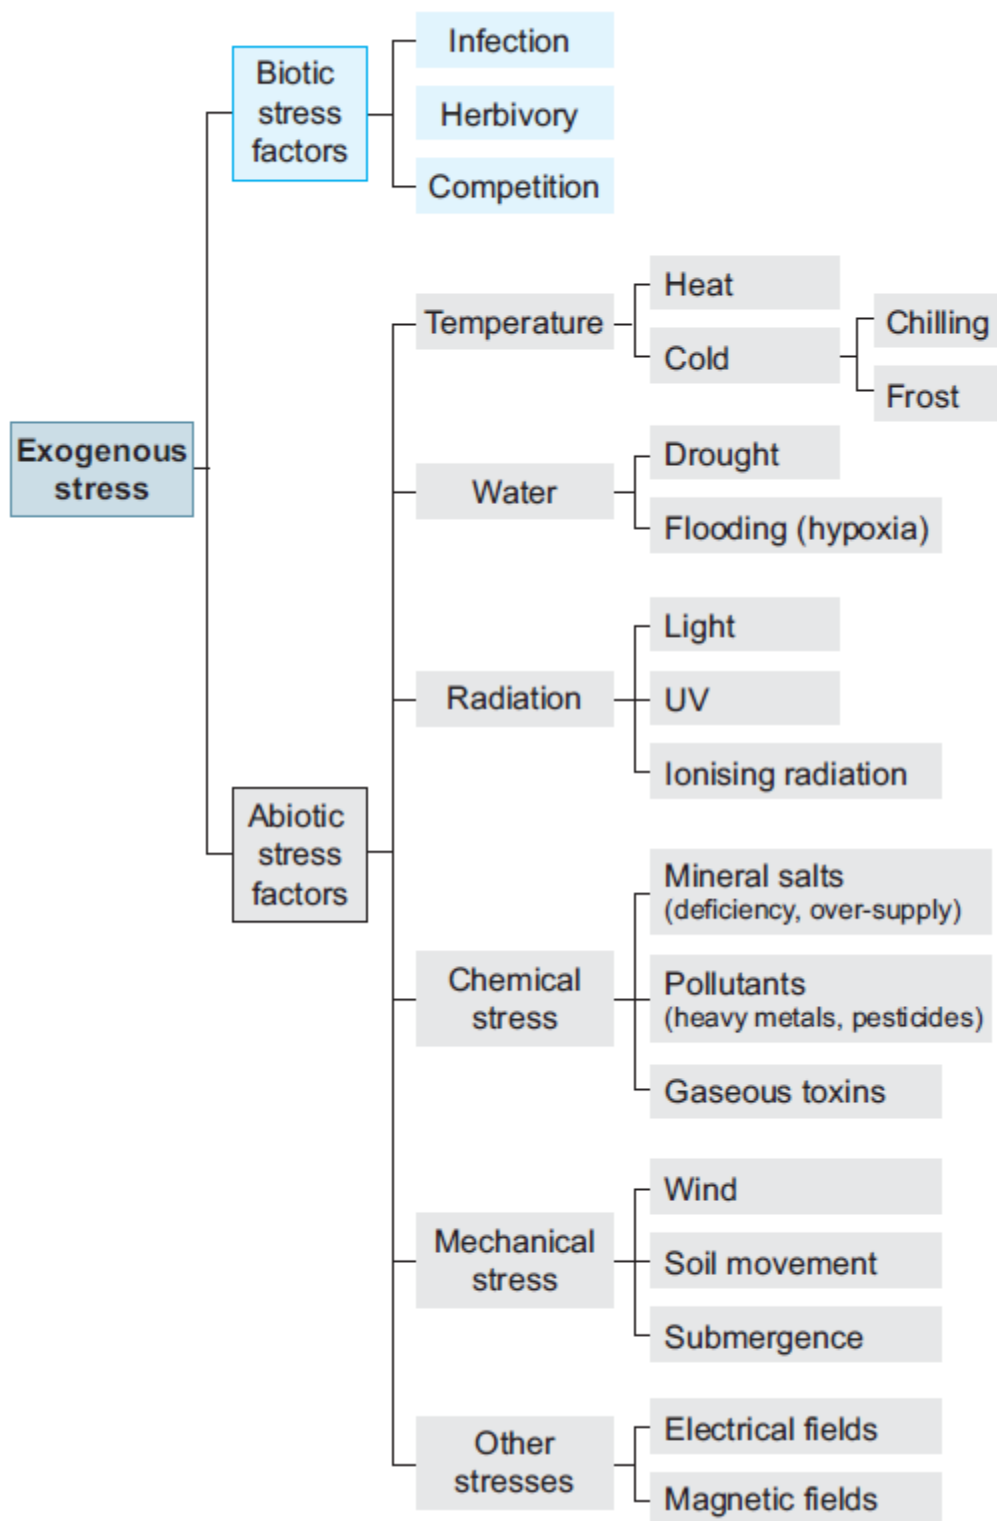 Infection
Biotic
stress
factors
Herbivory
Competition
Heat
Temperature
Chilling
Cold
Frost
Exogenous
stress
Drought
Water
Flooding (hypoxia)
Light
Radiation
UV
Ionising radiation
Abiotic
stress
factors
Mineral salts
(deficiency, over-supply)
Chemical
stress
Pollutants
(heavy metals, pesticides)
Gaseous toxins
Wind
Mechanical
stress
Soil movement
Submergence
Electrical fields
Other
stresses
Magnetic fields